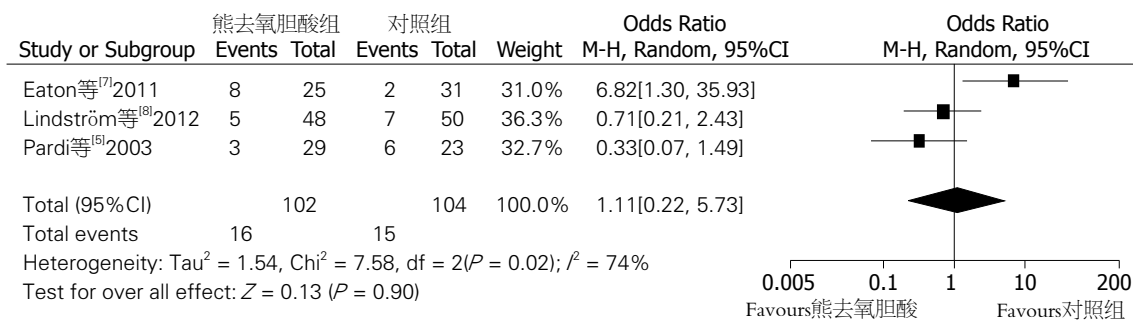 熊去氧胆酸组 对照组 Odds Ratio Odds Ratio
Study or Subgroup Events Total Events Total Weight M-H, Random, 95%CI M-H, Random, 95%CI
Eaton等[7]2011 8 25 2 31 31.0% 6.82[1.30, 35.93]
Lindström等[8]2012 5 48 7 50 36.3% 0.71[0.21, 2.43]
Pardi等[5]2003 3 29 6 23 32.7% 0.33[0.07, 1.49]
Total (95%CI) 102 104 100.0% 1.11[0.22, 5.73]
Total events 16 15
Heterogeneity: Tau² = 1.54, Chi² = 7.58, df = 2(P = 0.02); I² = 74%
Test for over all effect: Z = 0.13 (P = 0.90)
0.005 0.1 1 10 200
Favours熊去氧胆酸 Favours对照组